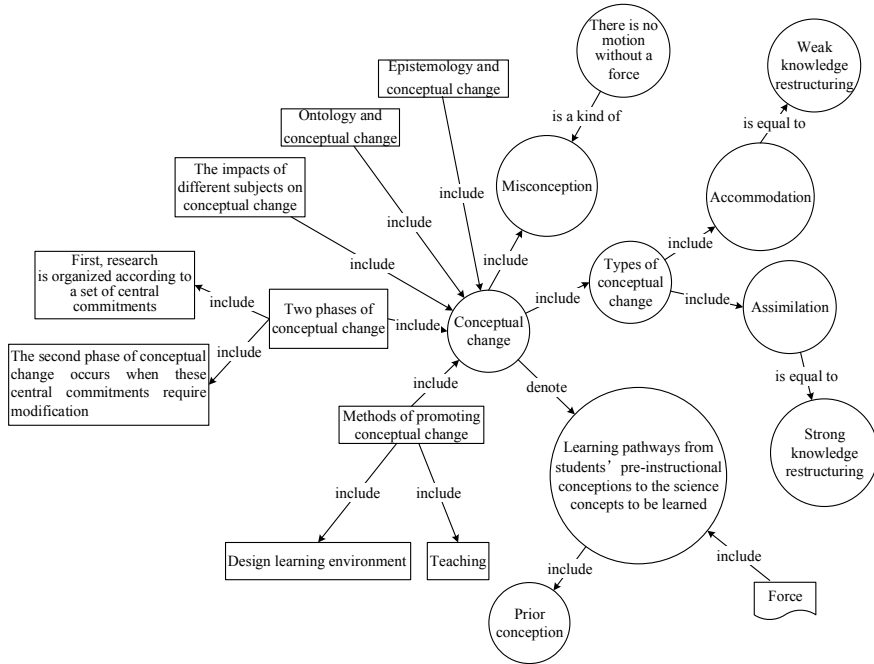 There is no
motion
without a
force
Weak
knowledge
restructuring
Epistemology and
conceptual change
Ontology and
conceptual change
is a kind of
is equal to
The impacts of
different subjects on
conceptual change
Misconception
Accommodation
include
include
include
include
First, research
is organized according to
a set of central
commitments
include
include
Types of
conceptual
change
include
Assimilation
Two phases of
conceptual change
include
Conceptual
change
include
The second phase of conceptual
change occurs when these
central commitments require
modification
include
include
denote
is equal to
Methods of promoting
conceptual change
Learning pathways from
students’ pre-instructional
conceptions to the science
concepts to be learned
Strong
knowledge
restructuring
include
include
Design learning environment
Teaching
include
include
Prior
conception
Force